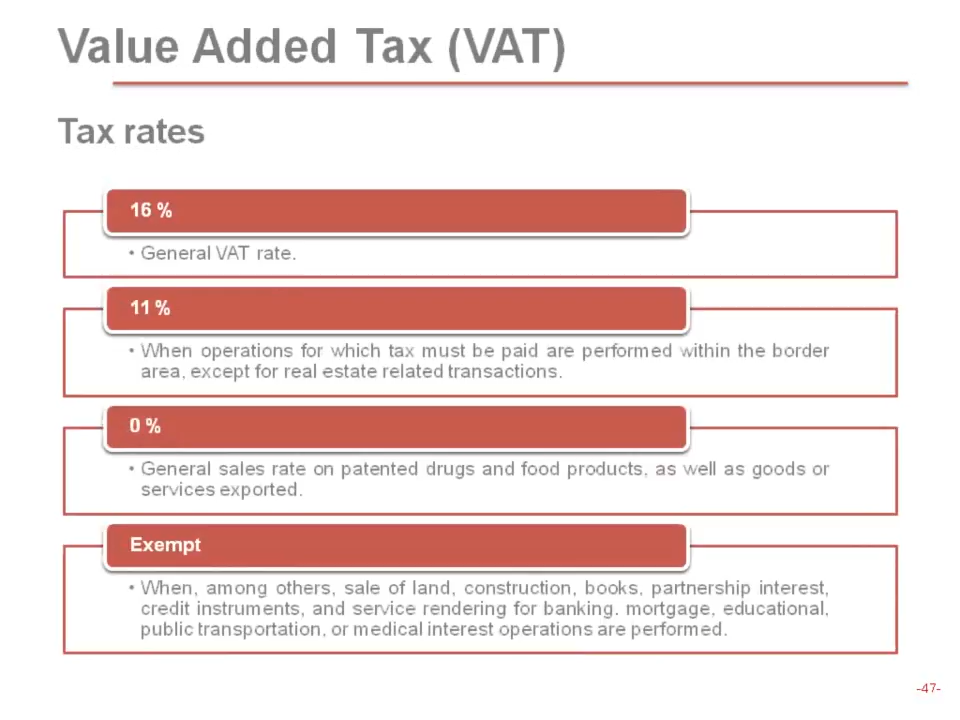 Value Added Tax (VAT)
Tax rates
16 %
• General VAT rate.
11 %
• When operations for which tax must be paid are performed within the border
area, except for real estate related transactions.
0 %
• General sales rate on patented drugs and food products, as well as goods or
services exported.
Exempt
• When, among others, sale of land, construction, books, partnership interest,
credit instruments, and service rendering for banking. mortgage, educational,
public transportation, or medical interest operations are performed.
-47-